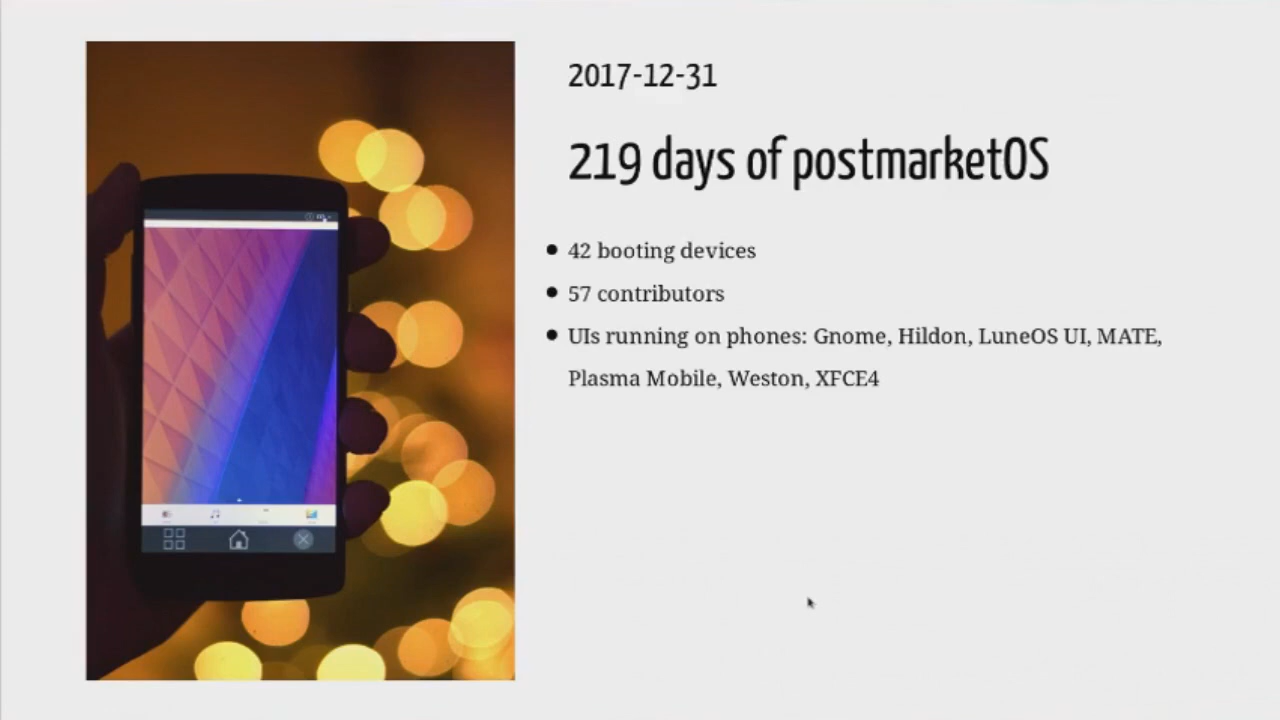 2017-12-31
219 days of postmarketOS
42 booting devices
57 contributors
UIs running on phones: Gnome, Hildon, LuneOS UI, MATE,
Plasma Mobile, Weston, XFCE4